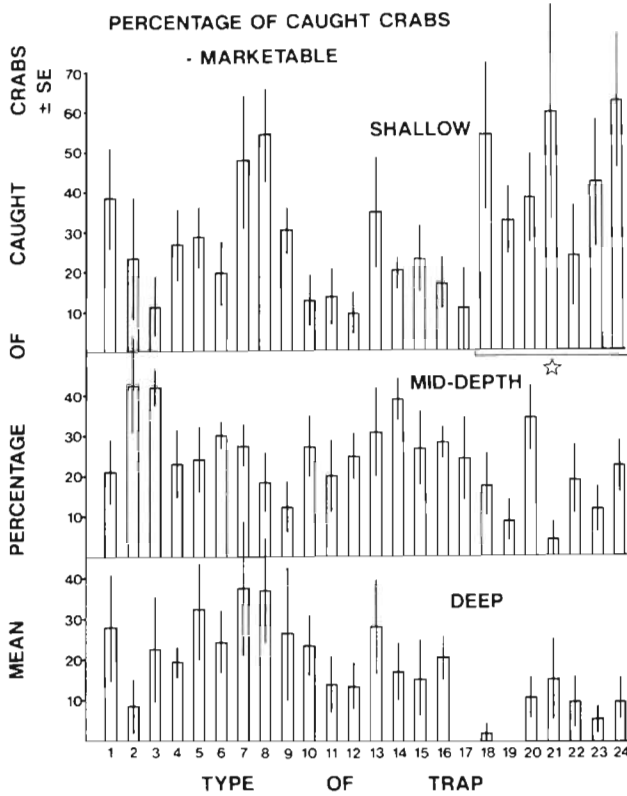 PERCENTAGE OF CAUGHT CRABS
- MARKETABLE
MEAN PERCENTAGE OF CAUGHT CRABS
± SE
70
60
50
40
30
20
10
SHALLOW
40
30
20
10
MID-DEPTH
40
30
20
10
DEEP
1 2 3 4 5 6 7 8 9 10 11 12 13 14 15 16 17 18 19 20 21 22 23 24
TYPE OF TRAP